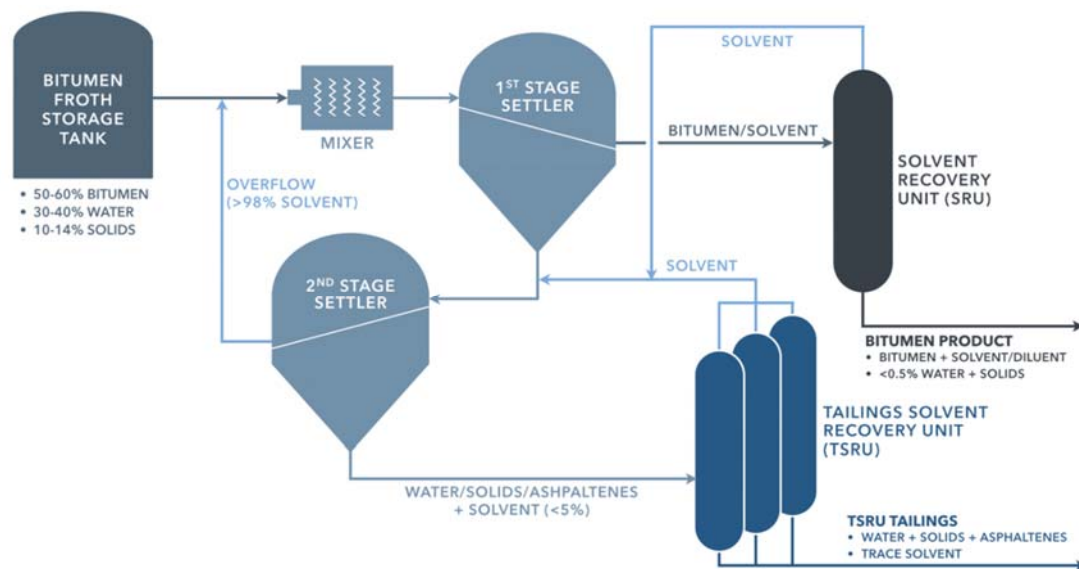 BITUMEN
FROTH
STORAGE
TANK
• 50-60% BITUMEN
• 30-40% WATER
• 10-14% SOLIDS
MIXER
1ST STAGE
SETTLER
SOLVENT
BITUMEN/SOLVENT
SOLVENT
RECOVERY
UNIT (SRU)
OVERFLOW
(>98% SOLVENT)
2ND STAGE
SETTLER
SOLVENT
BITUMEN PRODUCT
• BITUMEN + SOLVENT/DILUENT
• <0.5% WATER + SOLIDS
TAILINGS SOLVENT
RECOVERY UNIT
(TSRU)
WATER/SOLIDS/ASHPALTENES
+ SOLVENT (<5%)
TSRU TAILINGS
• WATER + SOLIDS + ASPHALTENES
• TRACE SOLVENT